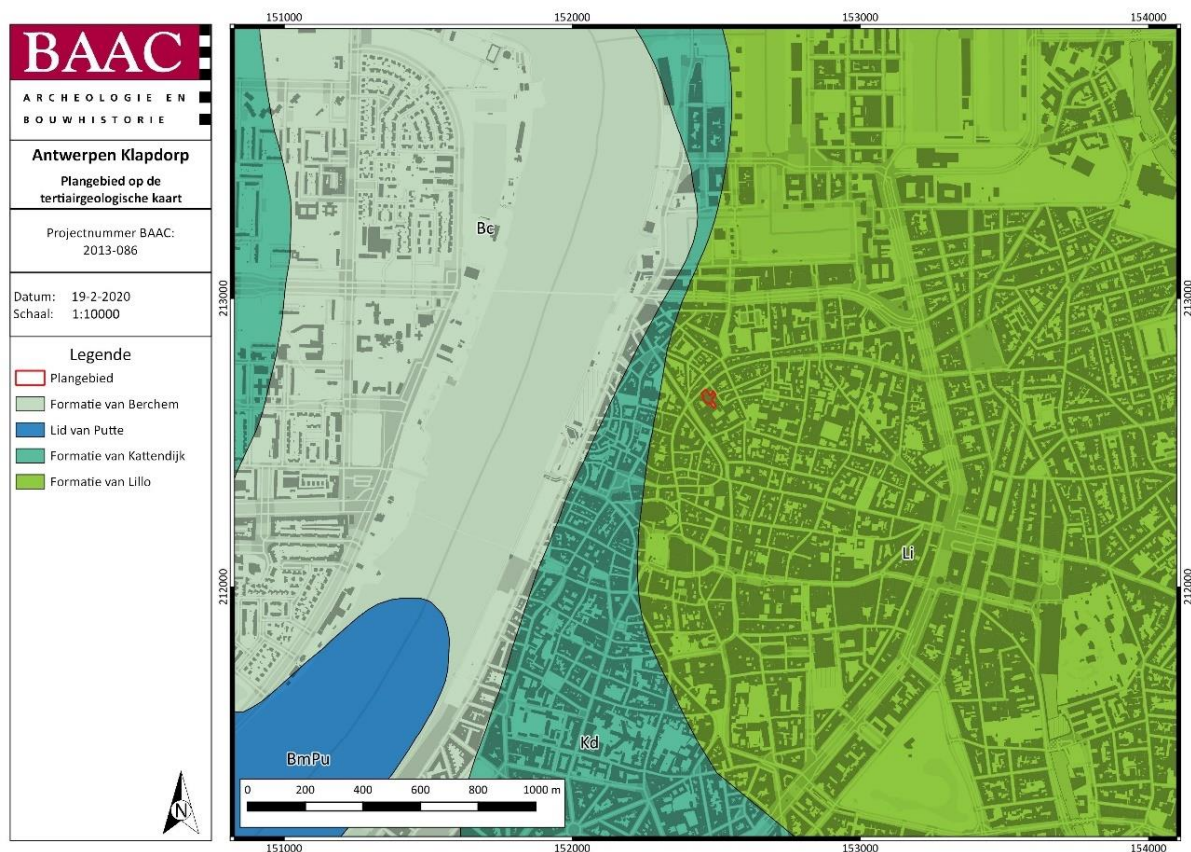 BAAC
ARCHEOLOGIE EN
BOUWHISTORIE
Antwerpen Klapdorp
Plangebied op de
tertiairgeologische kaart
Projectnummer BAAC:
2013-086
Datum: 19-2-2020
Schaal: 1:10000
Legende
Plangebied
Formatie van Berchem
Lid van Putte
Formatie van Kattendijk
Formatie van Lillo
N
151000 152000 153000 154000
213000 213000
212000 212000
Bc
Li
Kd
BmPu
0 200 400 600 800 1000 m
151000 152000 153000 154000